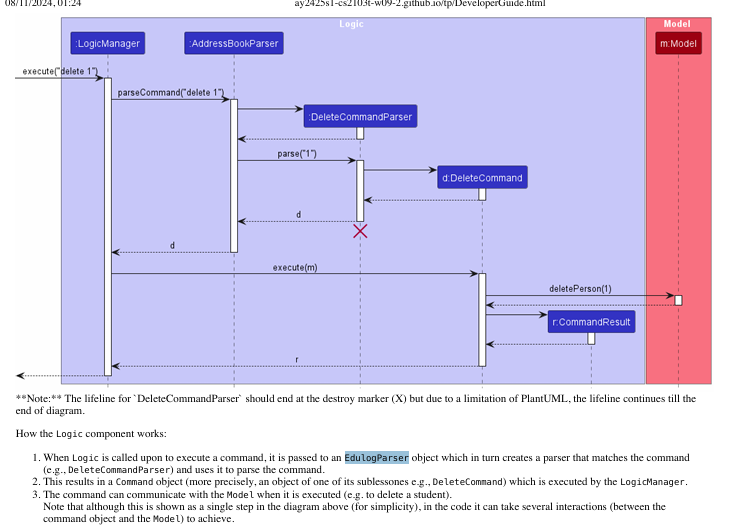 08/11/2024, 01:24 ay2425s1-cs2103t-w09-2.github.io/tp/DeveloperGuide.html
Logic Model
:LogicManager :AddressBookParser m:Model
execute("delete 1")
parseCommand("delete 1")
:DeleteCommandParser
parse("1")
d:DeleteCommand
d
d
execute(m)
deletePerson(1)
r:CommandResult
r
**Note:** The lifeline for `DeleteCommandParser` should end at the destroy marker (X) but due to a limitation of PlantUML, the lifeline continues till the
end of diagram.
How the Logic component works:
1. When Logic is called upon to execute a command, it is passed to an EdulogParser object which in turn creates a parser that matches the command
(e.g., DeleteCommandParser) and uses it to parse the command.
2. This results in a Command object (more precisely, an object of one of its sublessones e.g., DeleteCommand) which is executed by the LogicManager.
3. The command can communicate with the Model when it is executed (e.g. to delete a student).
Note that although this is shown as a single step in the diagram above (for simplicity), in the code it can take several interactions (between the
command object and the Model) to achieve.